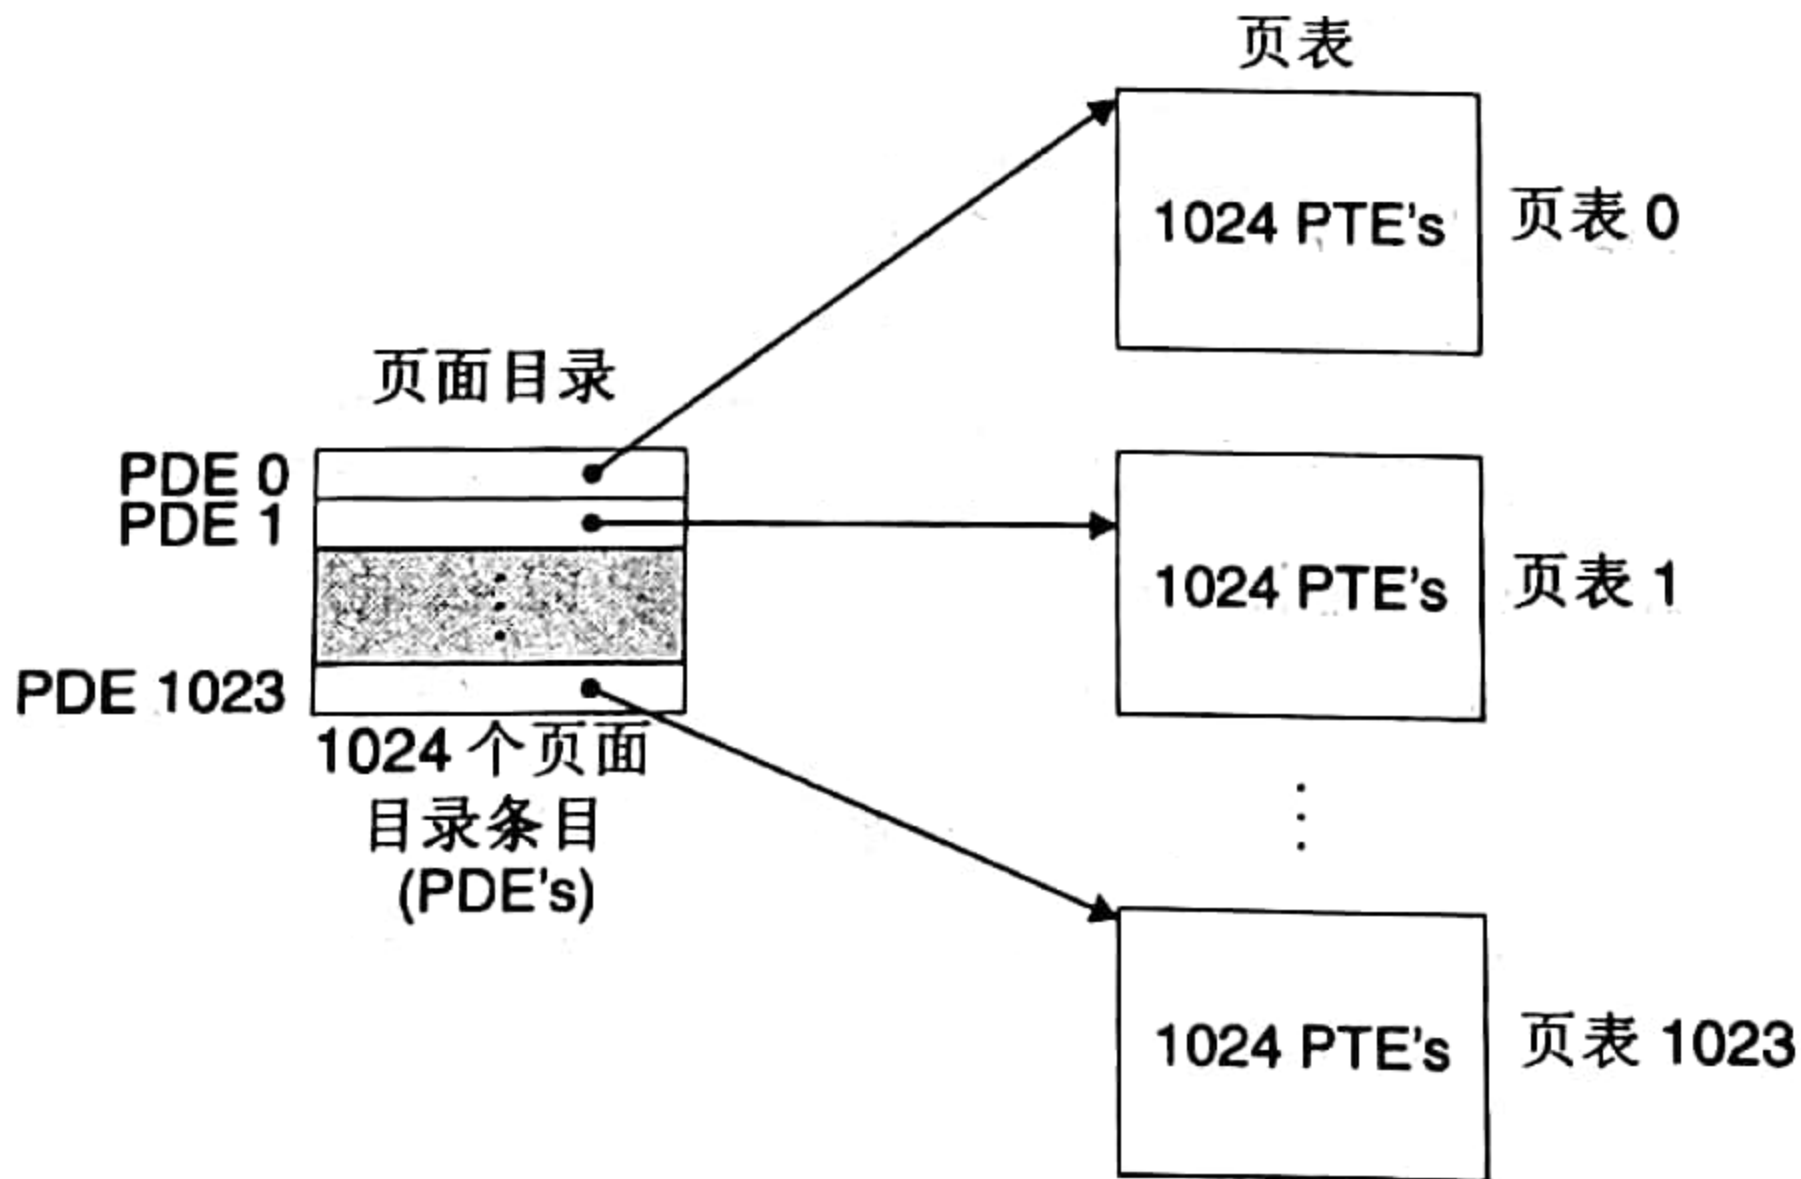 页表
1024 PTE's
页表 0
页面目录
PDE 0
PDE 1
1024 PTE's
页表 1
PDE 1023
1024 个页面
目录条目
(PDE's)
1024 PTE's
页表 1023